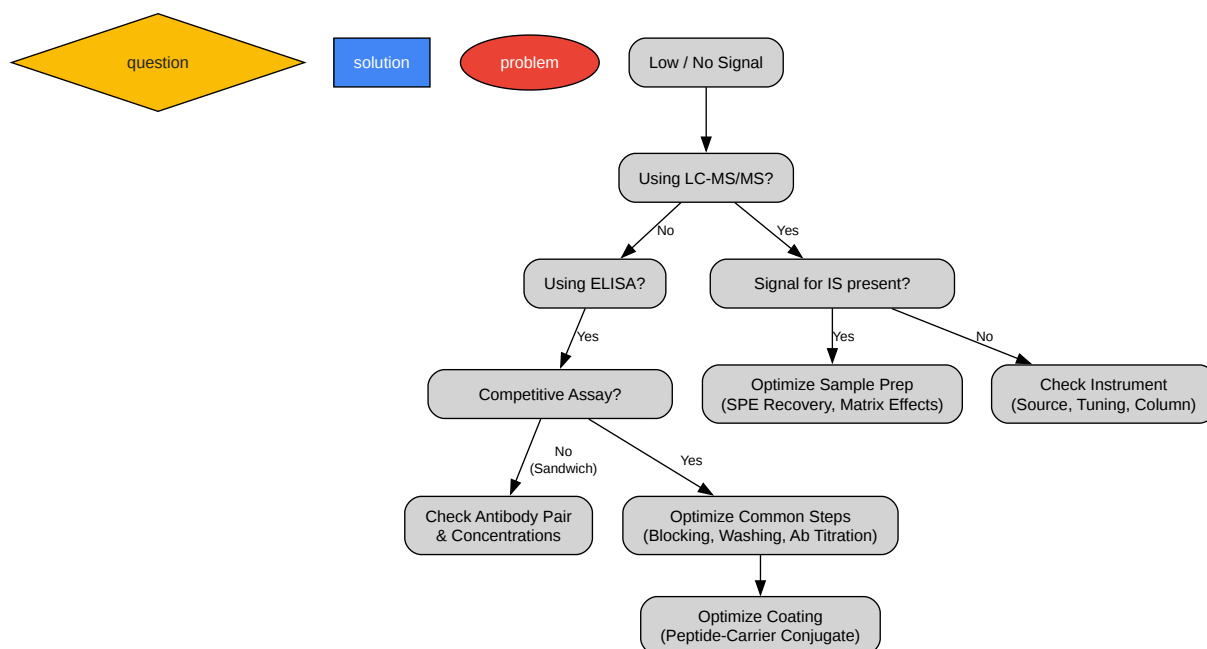 question
solution
problem
Low / No Signal
Using LC-MS/MS?
No
Yes
Using ELISA?
Signal for IS present?
Yes
Yes
No
Competitive Assay?
Optimize Sample Prep
(SPE Recovery, Matrix Effects)
Check Instrument
(Source, Tuning, Column)
No
(Sandwich)
Yes
Check Antibody Pair
& Concentrations
Optimize Common Steps
(Blocking, Washing, Ab Titration)
Optimize Coating
(Peptide-Carrier Conjugate)